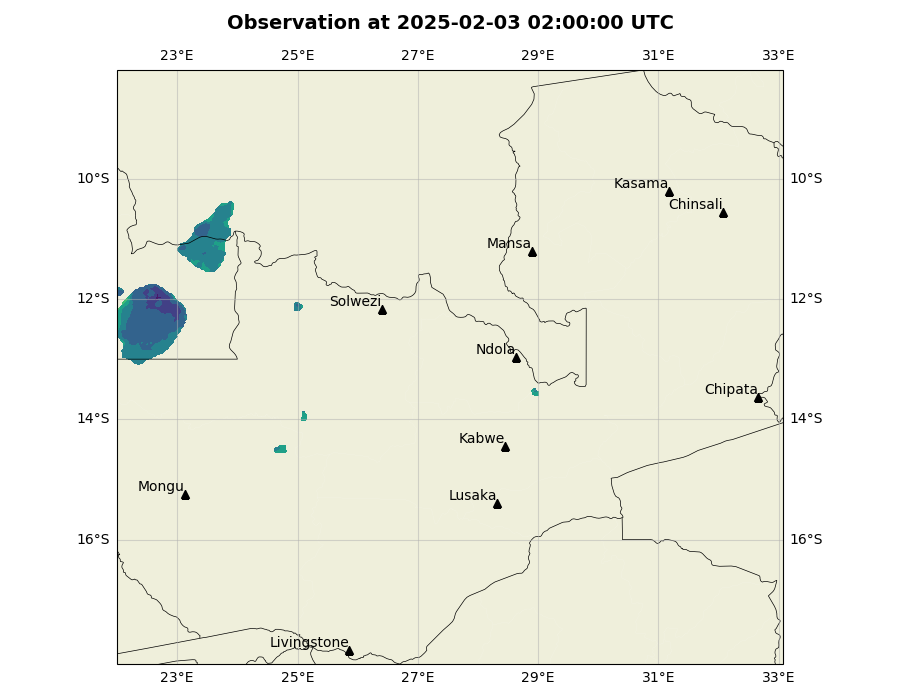 Observation at 2025-02-03 02:00:00 UTC
23°E 25°E 27°E 29°E 31°E 33°E
10°S 10°S
Kasama
Chinsali
Mansa
12°S 12°S
Solwezi
Ndola
Chipata
14°S 14°S
Kabwe
Mongu
Lusaka
16°S 16°S
Livingstone
23°E 25°E 27°E 29°E 31°E 33°E